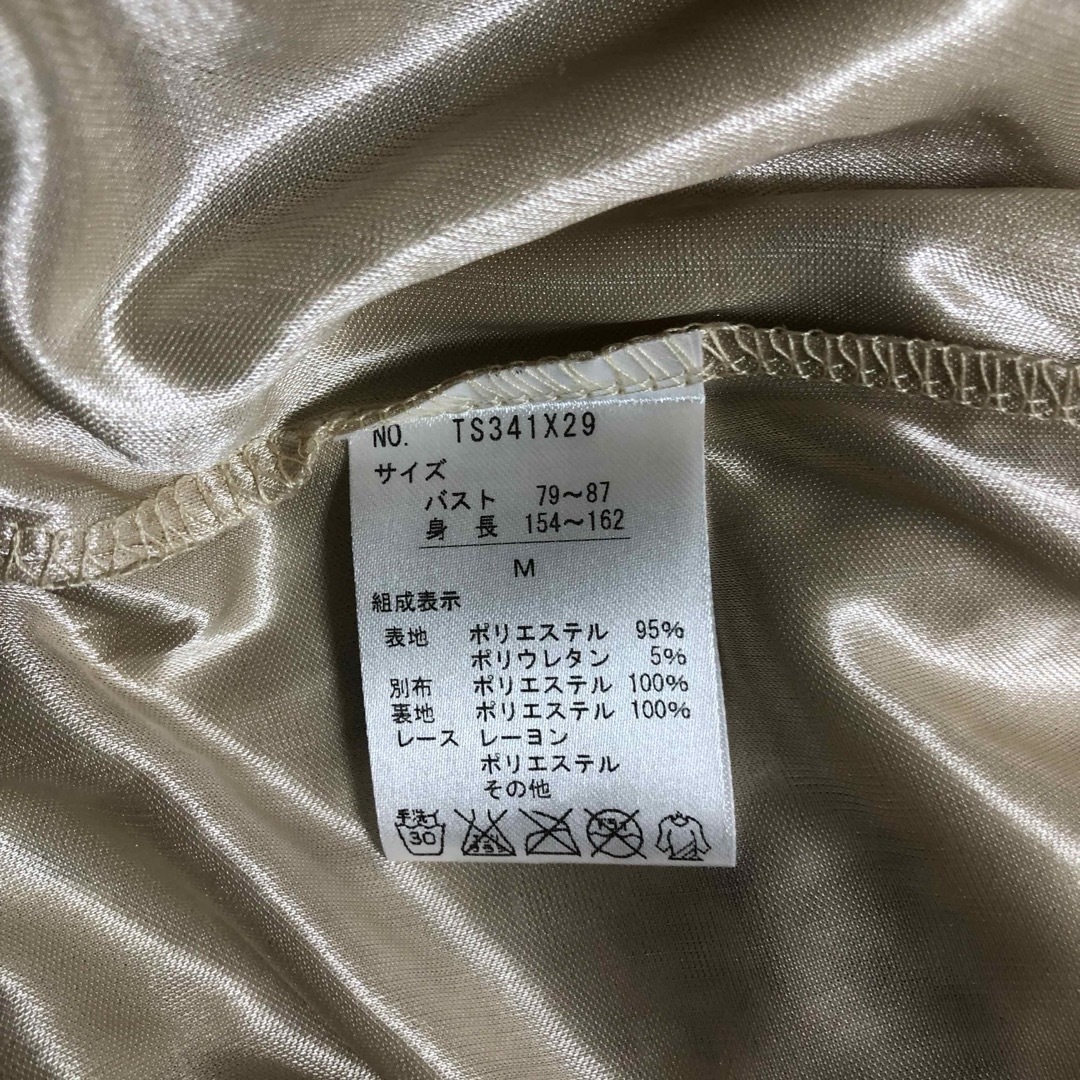 NO. TS341X29
サイズ
バスト 79〜87
身 長 154〜162
M
組成表示
表地 ポリエステル 95%
ポリウレタン 5%
別布 ポリエステル 100%
裏地 ポリエステル 100%
レース レーヨン
ポリエステル
その他
手洗イ
30